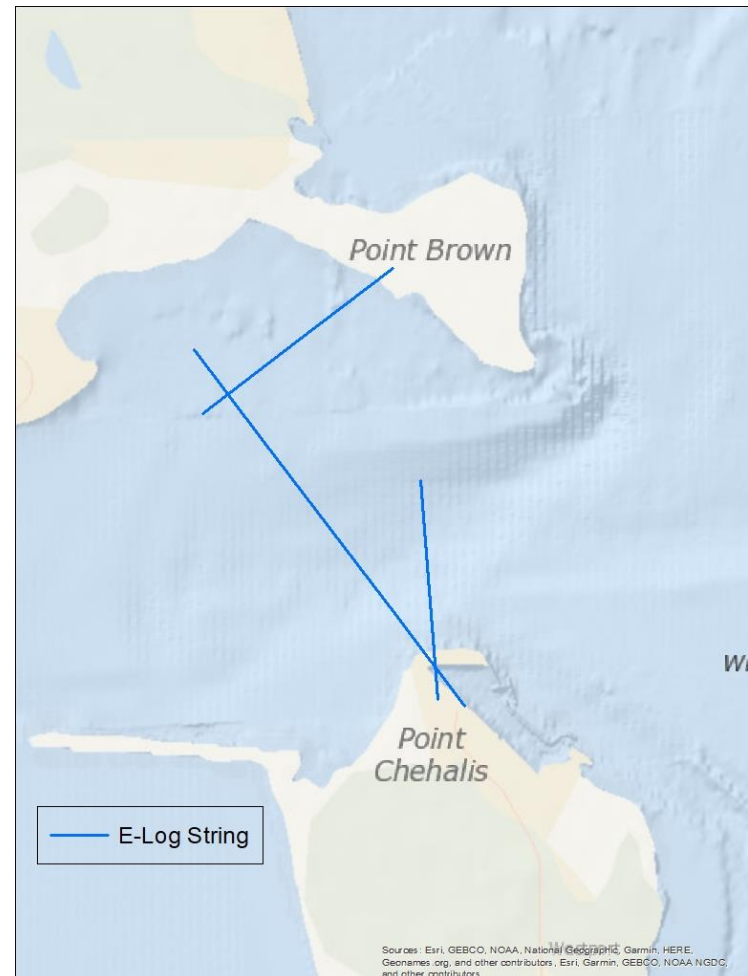 Point Brown
W
Point
Chehalis
E-Log String
Westport
Sources: Esri, GEBCO, NOAA, National Geographic, Garmin, HERE,
Geonames.org, and other contributors, Esri, Garmin, GEBCO, NOAA NGDC,
and other contributors